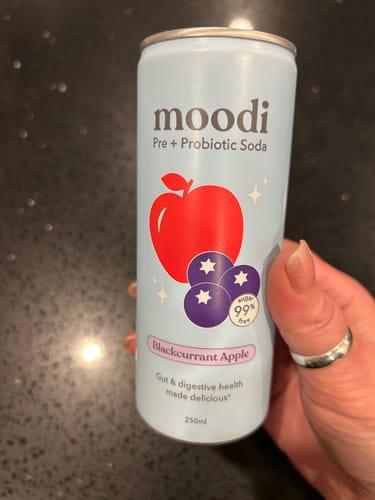 moodi
Pre + Probiotic Soda
sugar
99%
free
Blackcurrant Apple
Gut & digestive health
made delicious*
250ml